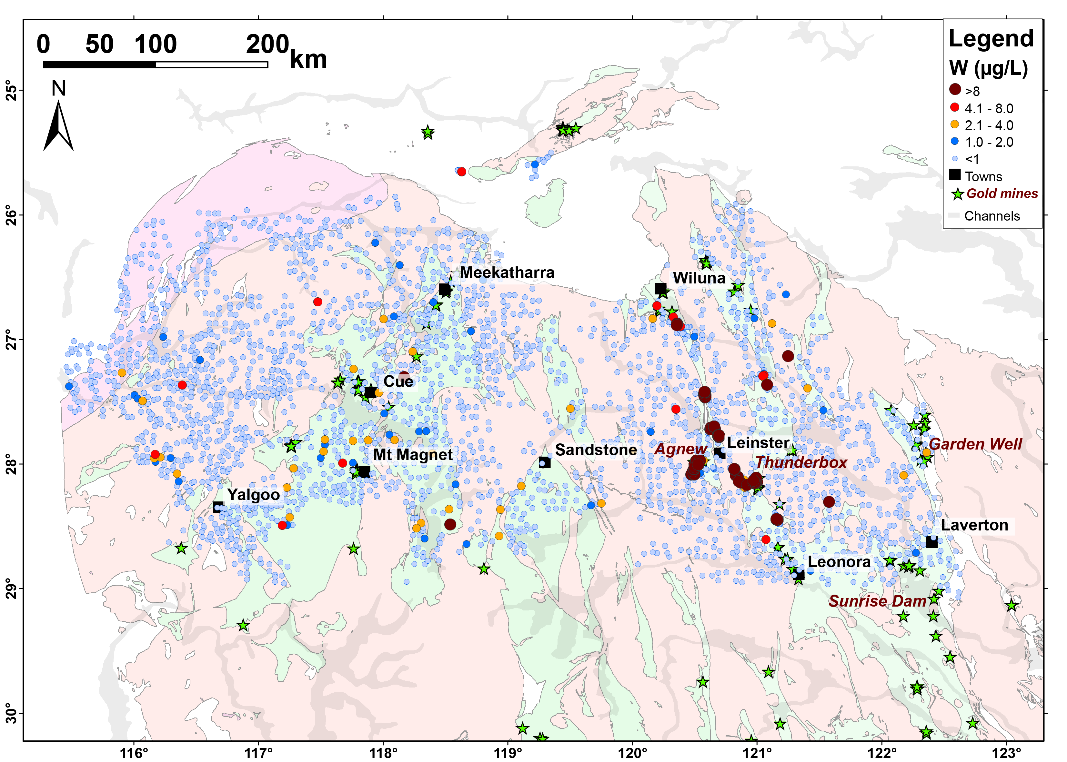 0 50 100 200 km
N
Legend
W (µg/L)
>8
4.1 - 8.0
2.1 - 4.0
1.0 - 2.0
<1
Towns
Gold mines
Channels
25°
26°
27°
28°
29°
30°
Meekatharra
Wiluna
Cue
Mt Magnet
Sandstone
Agnew
Leinster
Garden Well
Thunderbox
Yalgoo
Laverton
Leonora
Sunrise Dam
116° 117° 118° 119° 120° 121° 122° 123°